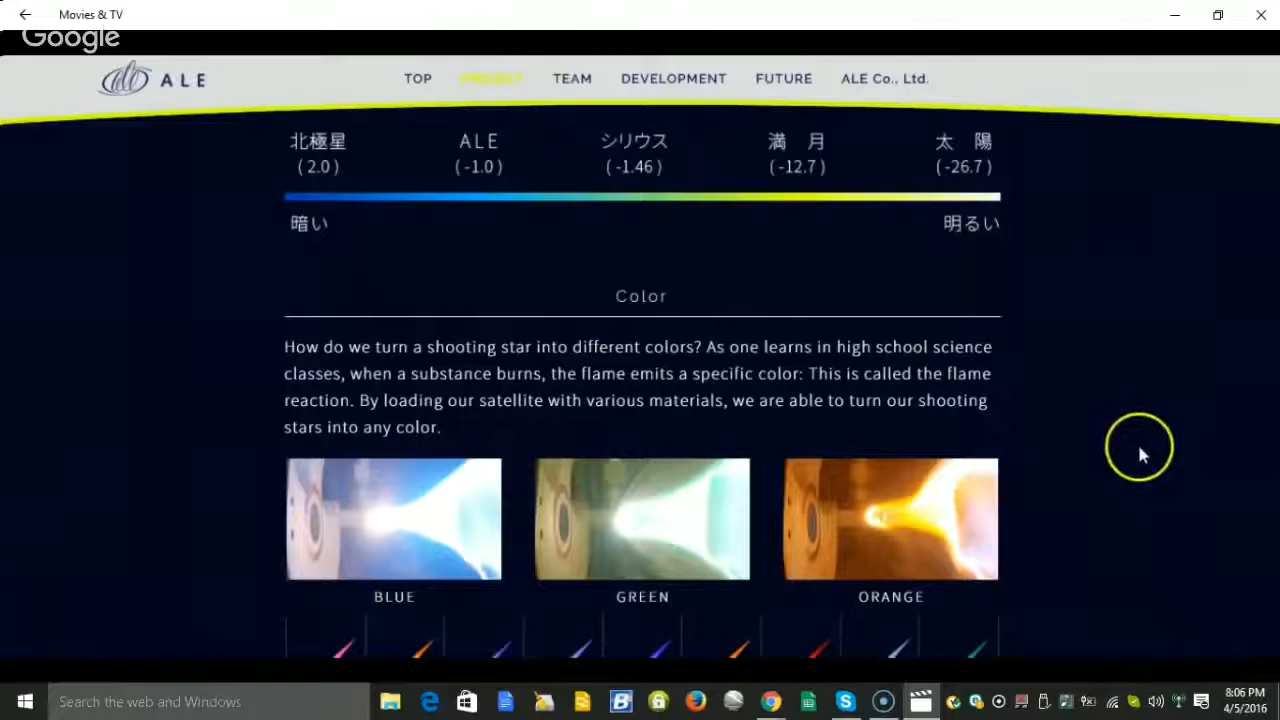 Movies & TV
Google
ALE
TOP PROJECT TEAM DEVELOPMENT FUTURE ALE Co., Ltd.
北極星 ALE シリウス 満月 太陽
( 2.0 ) ( -1.0 ) ( -1.46 ) ( -12.7 ) ( -26.7 )
暗い 明るい
Color
How do we turn a shooting star into different colors? As one learns in high school science
classes, when a substance burns, the flame emits a specific color: This is called the flame
reaction. By loading our satellite with various materials, we are able to turn our shooting
stars into any color.
BLUE GREEN ORANGE
Search the web and Windows
8:06 PM
4/5/2016